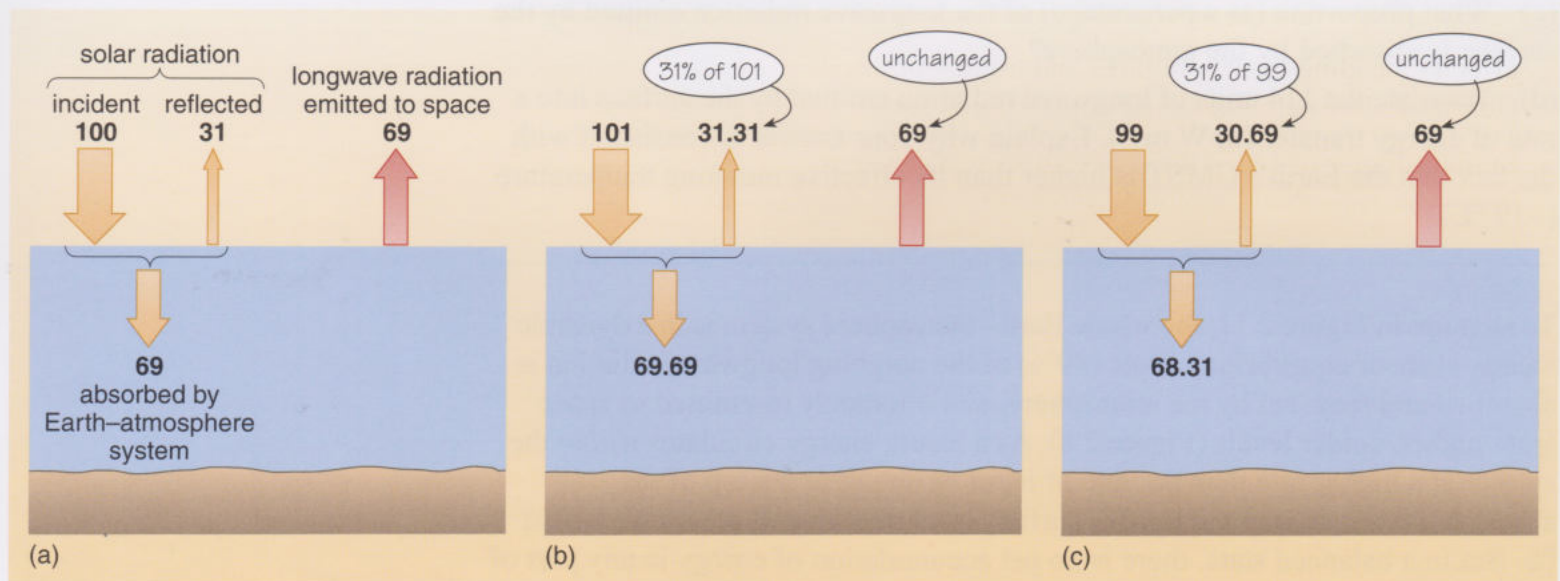 solar radiation
incident reflected
100 31
longwave radiation
emitted to space
69
69
absorbed by
Earth–atmosphere
system
(a)
31% of 101
unchanged
101 31.31 69
69.69
(b)
31% of 99
unchanged
99 30.69 69
68.31
(c)